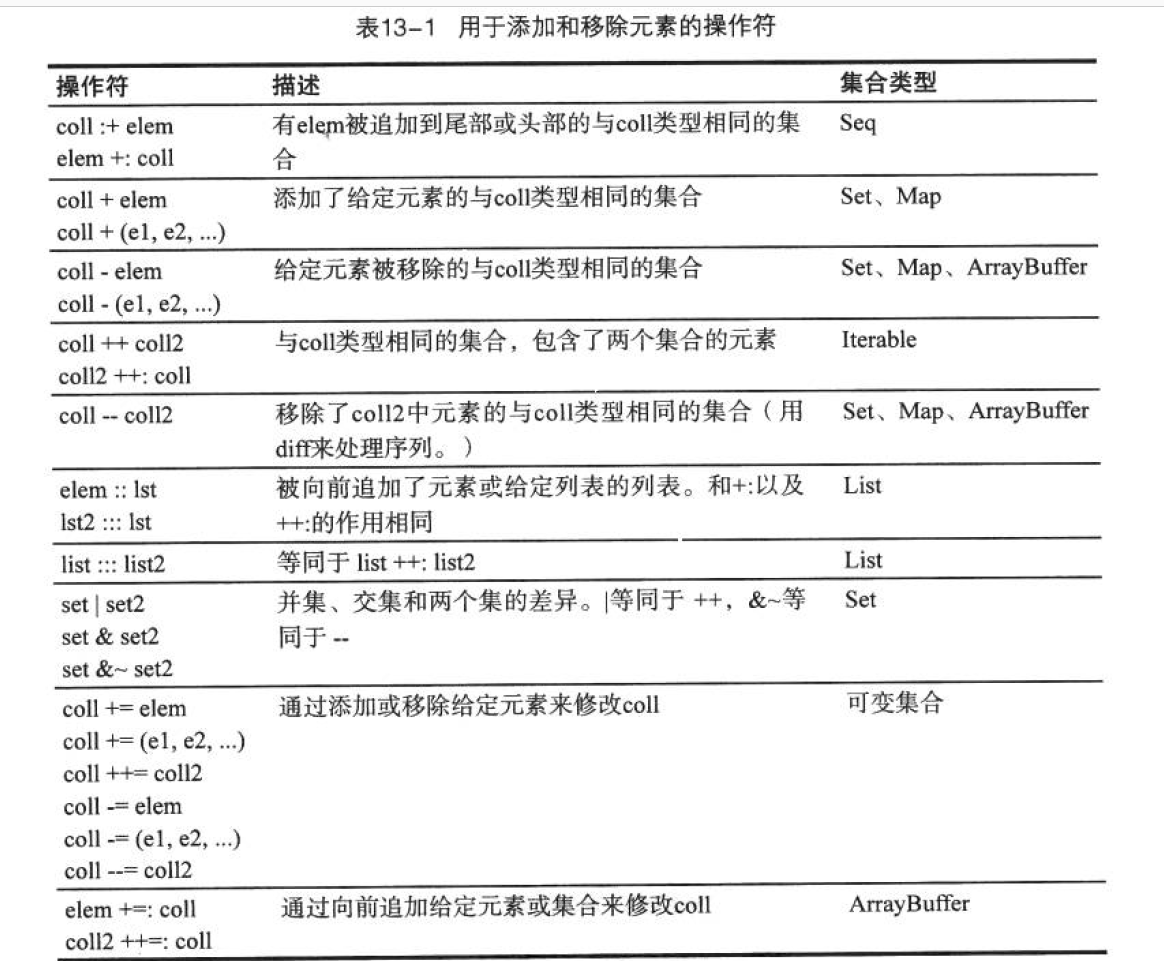 表13-1 用于添加和移除元素的操作符
操作符 描述 集合类型
coll :+ elem 有elem被追加到尾部或头部的与coll类型相同的集 Seq
elem +: coll 合
coll + elem 添加了给定元素的与coll类型相同的集合 Set、Map
coll + (e1, e2, ...)
coll - elem 给定元素被移除的与coll类型相同的集合 Set、Map、ArrayBuffer
coll - (e1, e2, ...)
coll ++ coll2 与coll类型相同的集合，包含了两个集合的元素 Iterable
coll2 ++: coll
coll -- coll2 移除了coll2中元素的与coll类型相同的集合（用 Set、Map、ArrayBuffer
diff来处理序列。）
elem :: lst 被向前追加了元素或给定列表的列表。和+:以及 List
lst2 ::: lst ++:的作用相同
list ::: list2 等同于 list ++: list2 List
set | set2 并集、交集和两个集的差异。|等同于 ++，&~等 Set
set & set2 同于 --
set &~ set2
coll += elem 通过添加或移除给定元素来修改coll 可变集合
coll += (e1, e2, ...)
coll ++= coll2
coll -= elem
coll -= (e1, e2, ...)
coll --= coll2
elem +=: coll 通过向前追加给定元素或集合来修改coll ArrayBuffer
coll2 ++=: coll